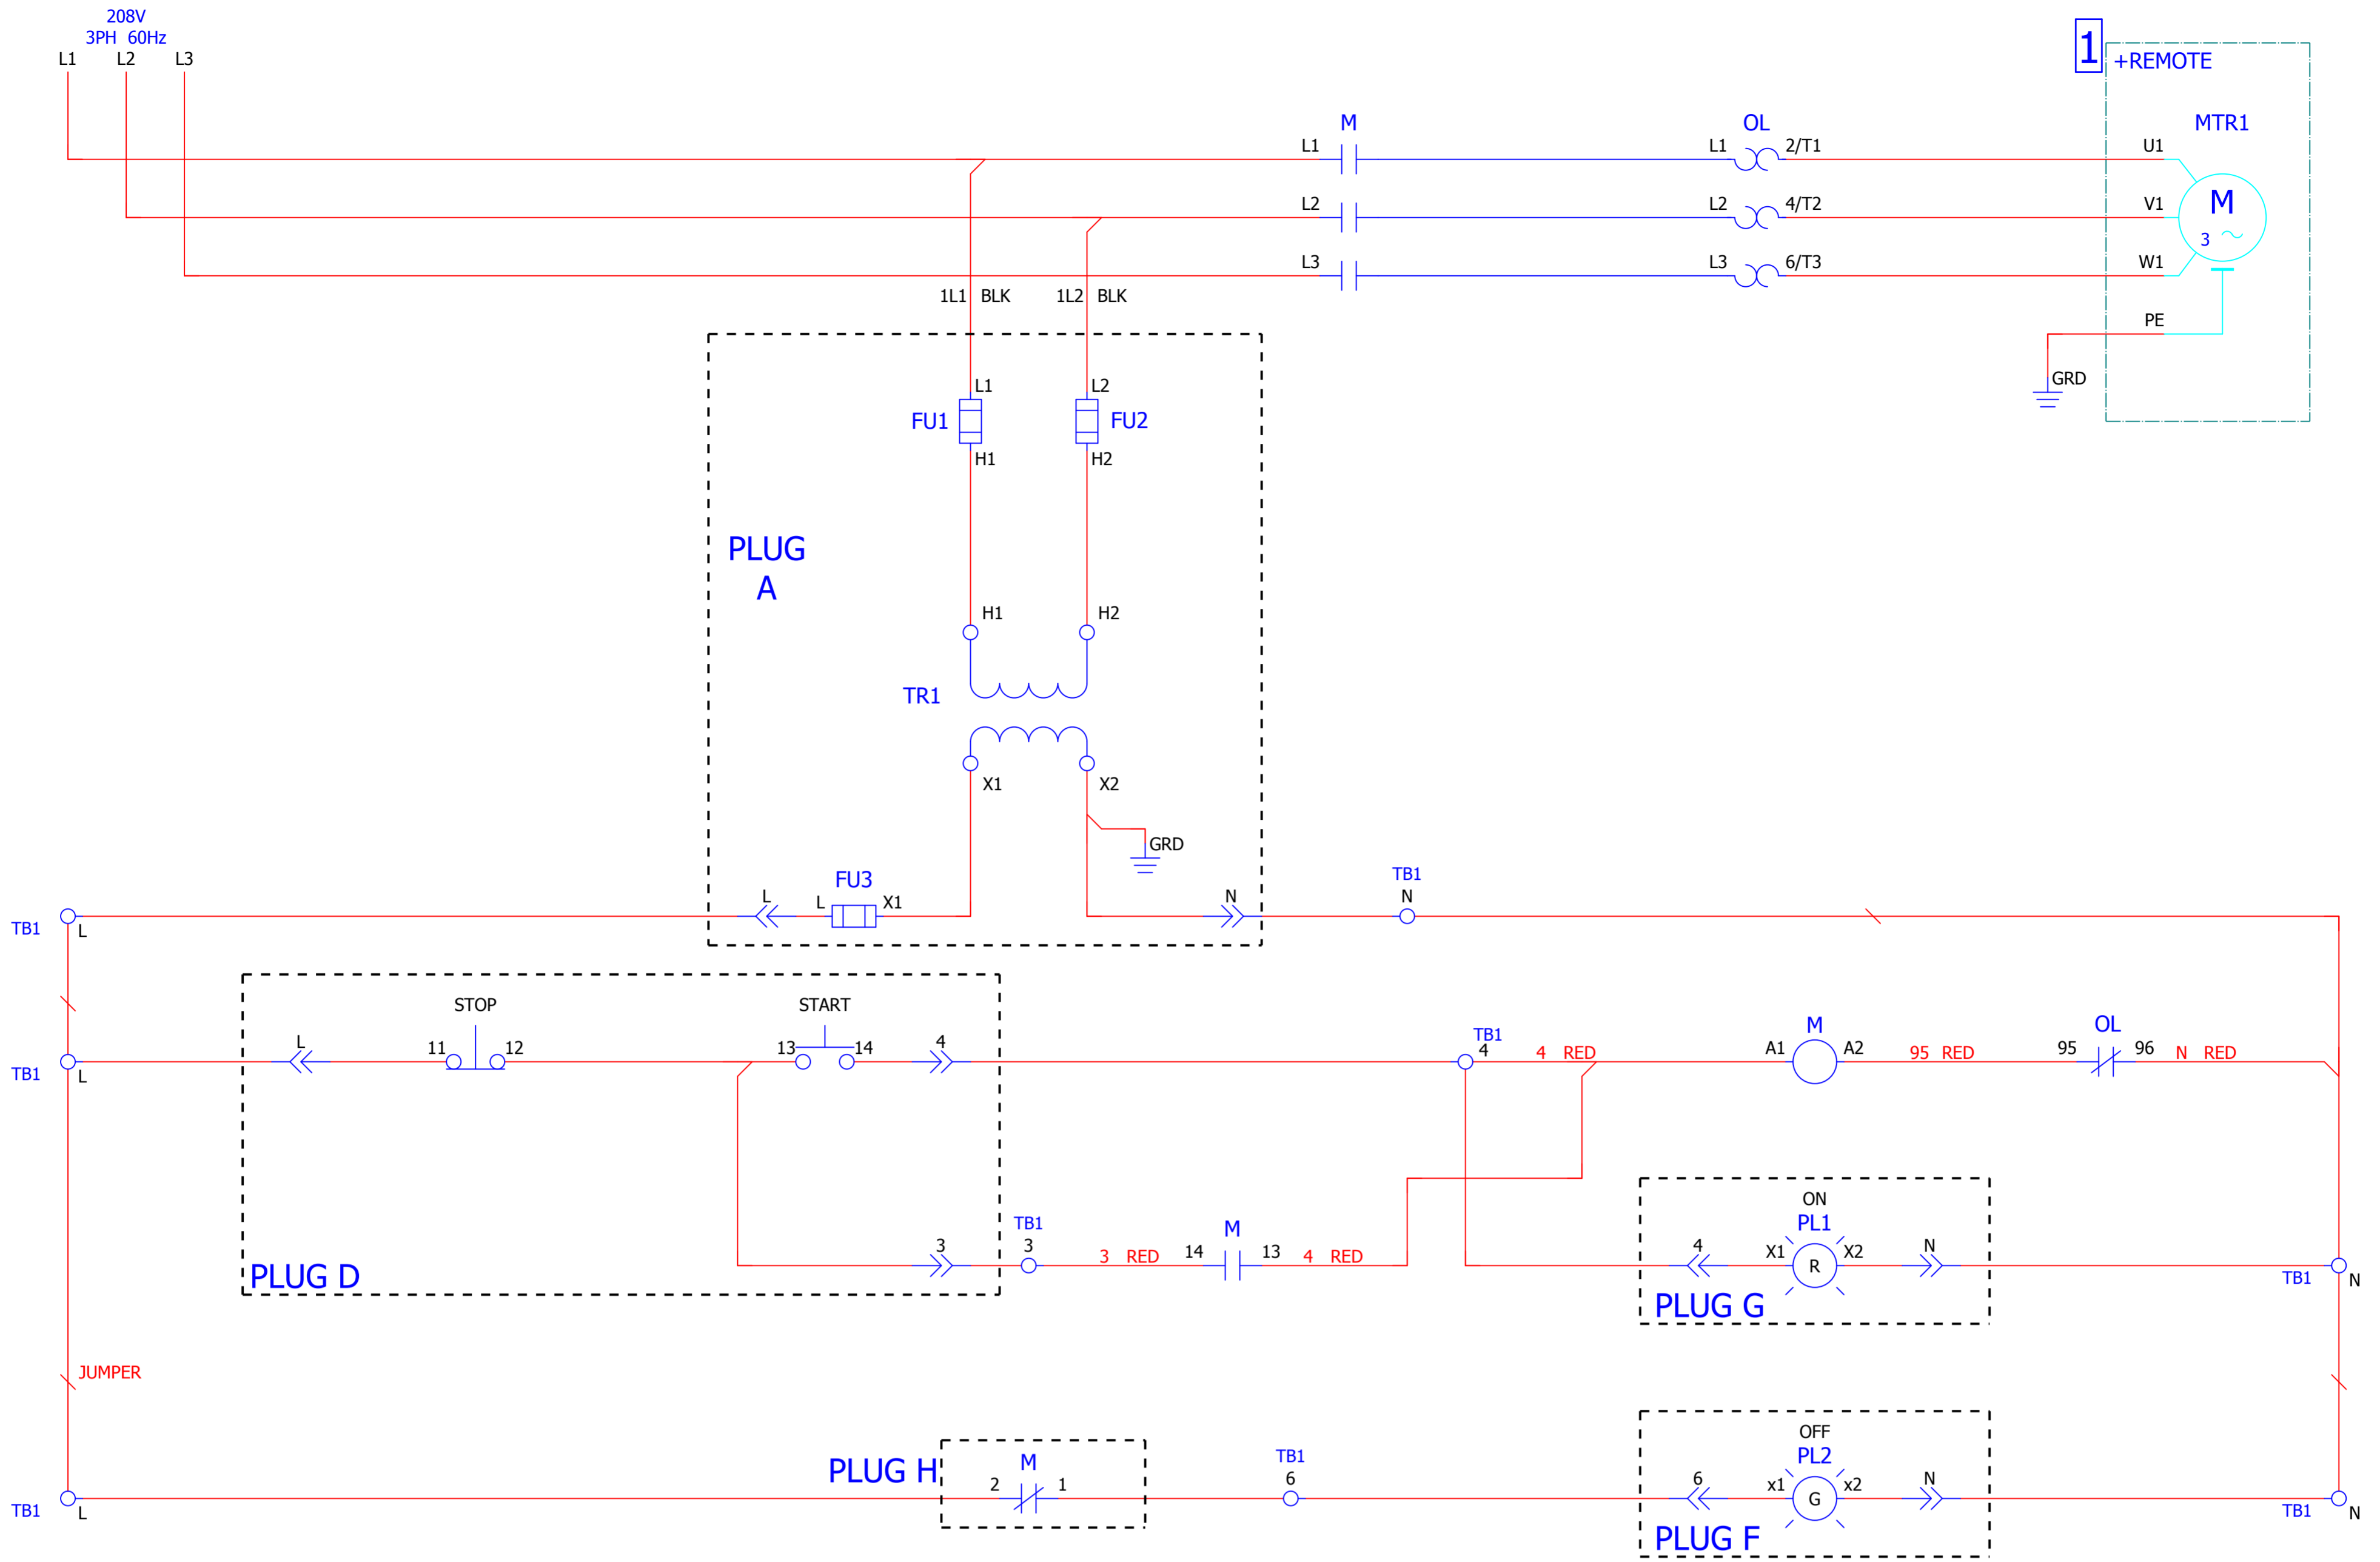 208V
3PH 60Hz
L1 L2 L3
1
+REMOTE
M OL MTR1
L1 L1 2/T1 U1
L2 L2 4/T2 V1
M
3
L3 L3 6/T3 W1
1L1 BLK 1L2 BLK
PE
GRD
L1 L2
FU1 FU2
H1 H2
PLUG
A
H1 H2
TR1
X1 X2
GRD
FU3
TB1
L L X1 N N
TB1 L
STOP START
L 11 12 13 14 4
TB1
4 4 RED
M
A1 A2
95 RED
OL
95 96
N RED
TB1 L
ON
PL1
TB1 M
3 3 3 RED 14 13 4 RED
4 X1 R X2 N
PLUG D
PLUG G
TB1 N
JUMPER
OFF
PL2
PLUG H
M
2 1
TB1
6
6 x1 G x2 N
TB1 L
TB1 N
PLUG F